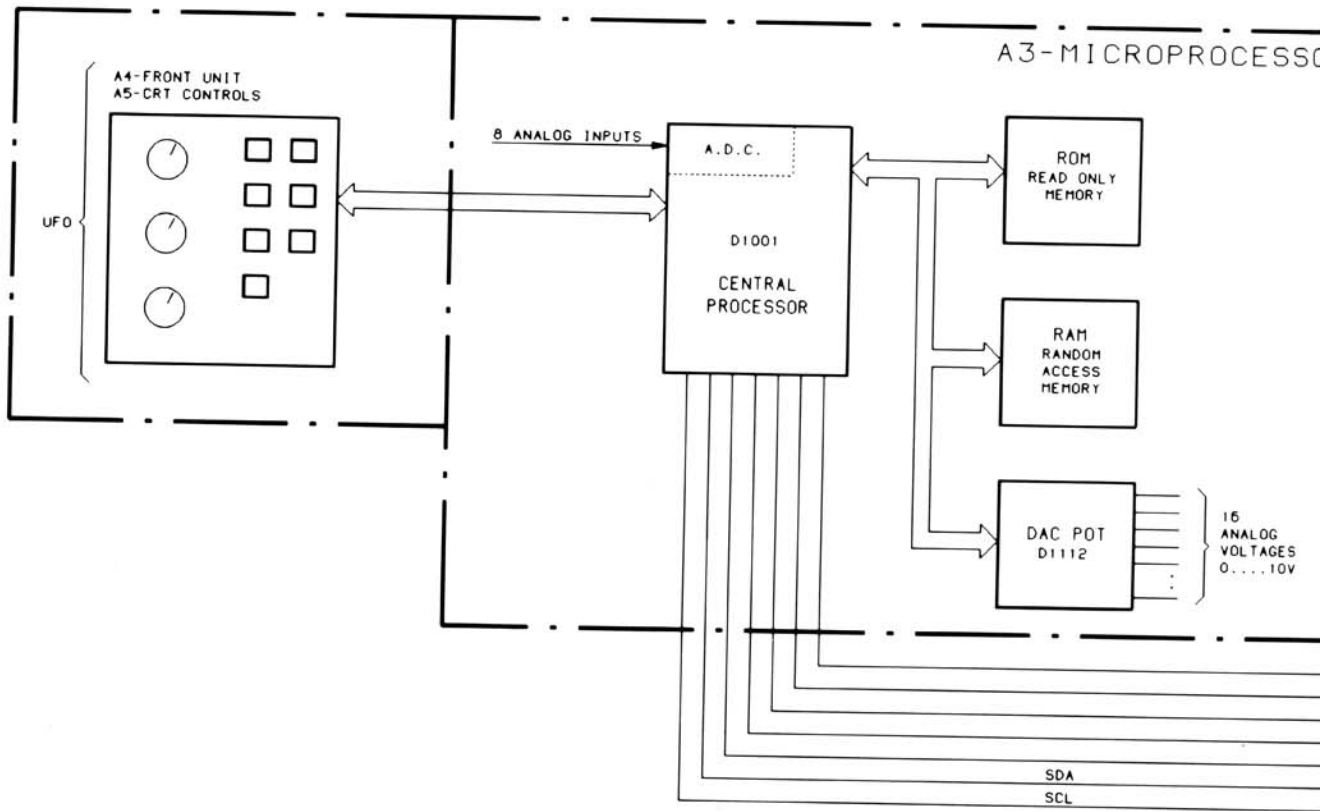 A3-MICROPROCESSO
A4-FRONT UNIT
A5-CRT CONTROLS
UFO
8 ANALOG INPUTS
A.D.C.
D1001
CENTRAL
PROCESSOR
ROM
READ ONLY
MEMORY
RAM
RANDOM
ACCESS
MEMORY
DAC POT
D1112
16
ANALOG
VOLTAGES
0....10V
SDA
SCL